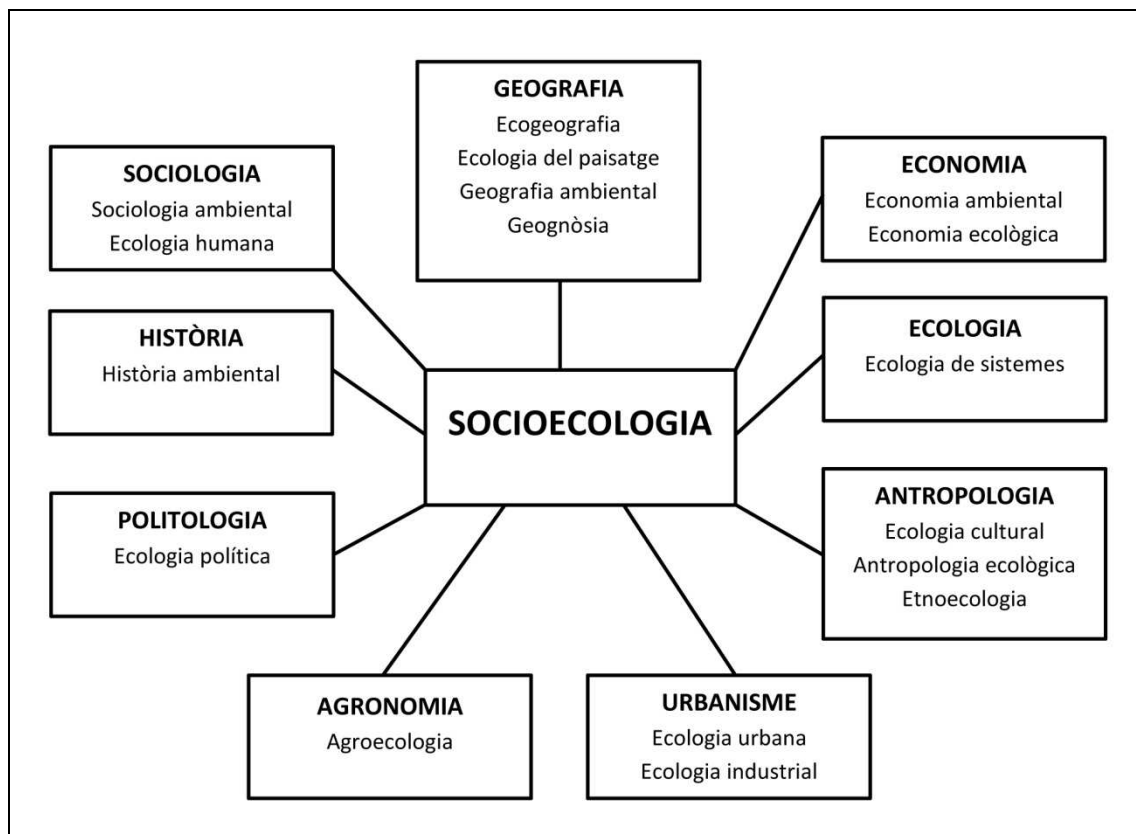 GEOGRAFIA
Ecogeografia
Ecologia del paisatge
Geografia ambiental
Geognòsia
SOCIOLOGIA
Sociologia ambiental
Ecologia humana
ECONOMIA
Economia ambiental
Economia ecològica
HISTÒRIA
Història ambiental
ECOLOGIA
Ecologia de sistemes
SOCIOECOLOGIA
POLITOLOGIA
Ecologia política
ANTROPOLOGIA
Ecologia cultural
Antropologia ecològica
Etnoecologia
AGRONOMIA
Agroecologia
URBANISME
Ecologia urbana
Ecologia industrial